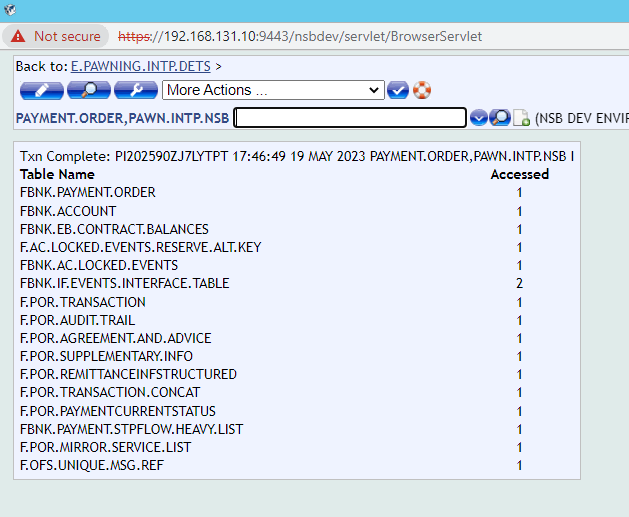 Not secure https://192.168.131.10:9443/nsbdev/servlet/BrowserServlet
Back to: E.PAWNING.INTP.DETS >
More Actions ...
PAYMENT.ORDER,PAWN.INTP.NSB (NSB DEV ENVIR
Txn Complete: PI202590ZJ7LYTPT 17:46:49 19 MAY 2023 PAYMENT.ORDER,PAWN.INTP.NSB I
Table Name Accessed
FBNK.PAYMENT.ORDER 1
FBNK.ACCOUNT 1
FBNK.EB.CONTRACT.BALANCES 1
F.AC.LOCKED.EVENTS.RESERVE.ALT.KEY 1
FBNK.AC.LOCKED.EVENTS 1
FBNK.IF.EVENTS.INTERFACE.TABLE 2
F.POR.TRANSACTION 1
F.POR.AUDIT.TRAIL 1
F.POR.AGREEMENT.AND.ADVICE 1
F.POR.SUPPLEMENTARY.INFO 1
F.POR.REMITTANCEINFSTRUCTURED 1
F.POR.TRANSACTION.CONCAT 1
F.POR.PAYMENTCURRENTSTATUS 1
FBNK.PAYMENT.STPFLOW.HEAVY.LIST 1
F.POR.MIRROR.SERVICE.LIST 1
F.OFS.UNIQUE.MSG.REF 1